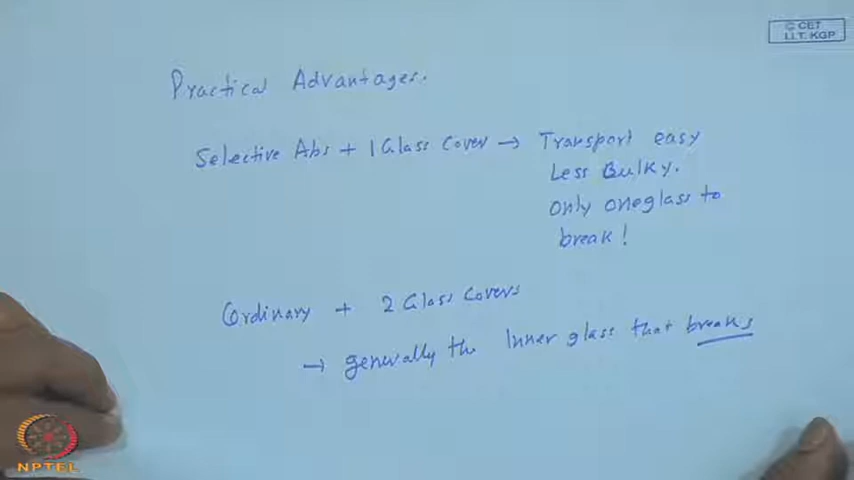 © CET
I.I.T. KGP
Practical Advantages.
Selective Abs + 1 Glass Cover → Transport easy
Less Bulky.
Only one glass to
break!
Ordinary + 2 Glass Covers
→ generally the Inner glass that breaks
NPTEL